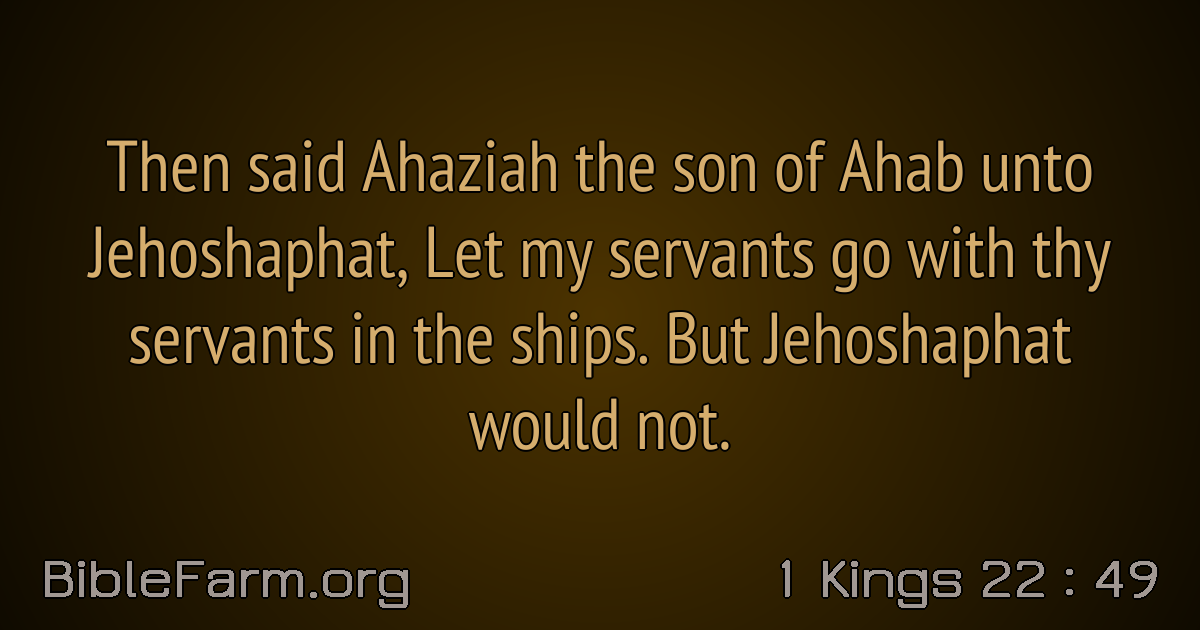 Then said Ahaziah the son of Ahab unto
Jehoshaphat, Let my servants go with thy
servants in the ships. But Jehoshaphat
would not.
BibleFarm.org
1 Kings 22 : 49